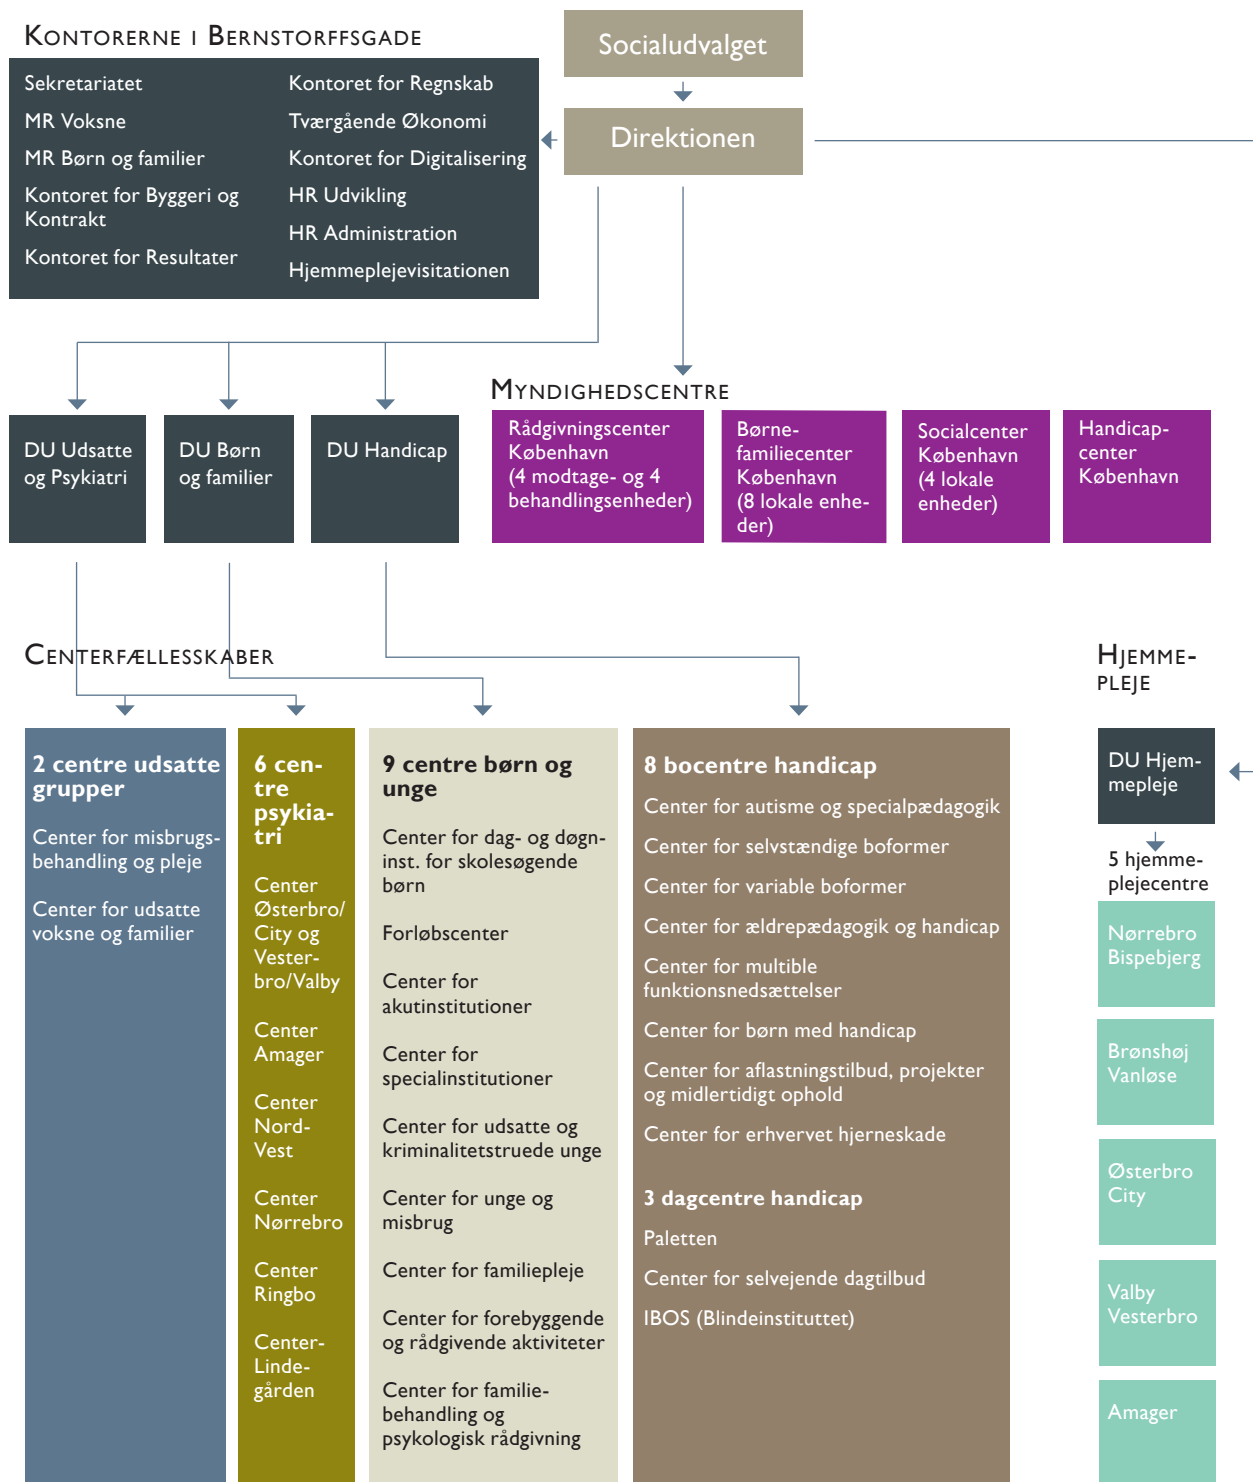 Kontorerne i Bernstorffsgade
Sekretariatet
MR Voksne
MR Børn og familier
Kontoret for Byggeri og
Kontrakt
Kontoret for Resultater
Kontoret for Regnskab
Tværgående Økonomi
Kontoret for Digitalisering
HR Udvikling
HR Administration
Hjemmeplejevisitationen
Socialudvalget
Direktionen
DU Udsatte
og Psykiatri
DU Børn
og familier
DU Handicap
Myndighedscentre
Rådgivningscenter
København
(4 modtage- og 4
behandlingsenheder)
Børne-
familiecenter
København
(8 lokale enhe-
der)
Socialcenter
København
(4 lokale
enheder)
Handicap-
center
København
Centerfællesskaber
2 centre udsatte
grupper
Center for misbrugs-
behandling og pleje
Center for udsatte
voksne og familier
6 cen-
tre
psykia-
tri
Center
Østerbro/
City og
Vester-
bro/Valby
Center
Amager
Center
Nord-
Vest
Center
Nørrebro
Center
Ringbo
Center-
Linde-
gården
9 centre børn og
unge
Center for dag- og døgn-
inst. for skolesøgende
børn
Forløbscenter
Center for
akutinstitutioner
Center for
specialinstitutioner
Center for udsatte og
kriminalitetstruede unge
Center for unge og
misbrug
Center for familiepleje
Center for forebyggende
og rådgivende aktiviteter
Center for familie-
behandling og
psykologisk rådgivning
8 bocentre handicap
Center for autisme og specialpædagogik
Center for selvstændige boformer
Center for variable boformer
Center for ældrepædagogik og handicap
Center for multible
funktionsnedsættelser
Center for børn med handicap
Center for aflastningstilbud, projekter
og midlertidigt ophold
Center for erhvervet hjerneskade
3 dagcentre handicap
Paletten
Center for selvejende dagtilbud
IBOS (Blindeinstituttet)
Hjemme-
pleje
DU Hjem-
mepleje
5 hjemme-
plejecentre
Nørrebro
Bispebjerg
Brønshøj
Vanløse
Østerbro
City
Valby
Vesterbro
Amager